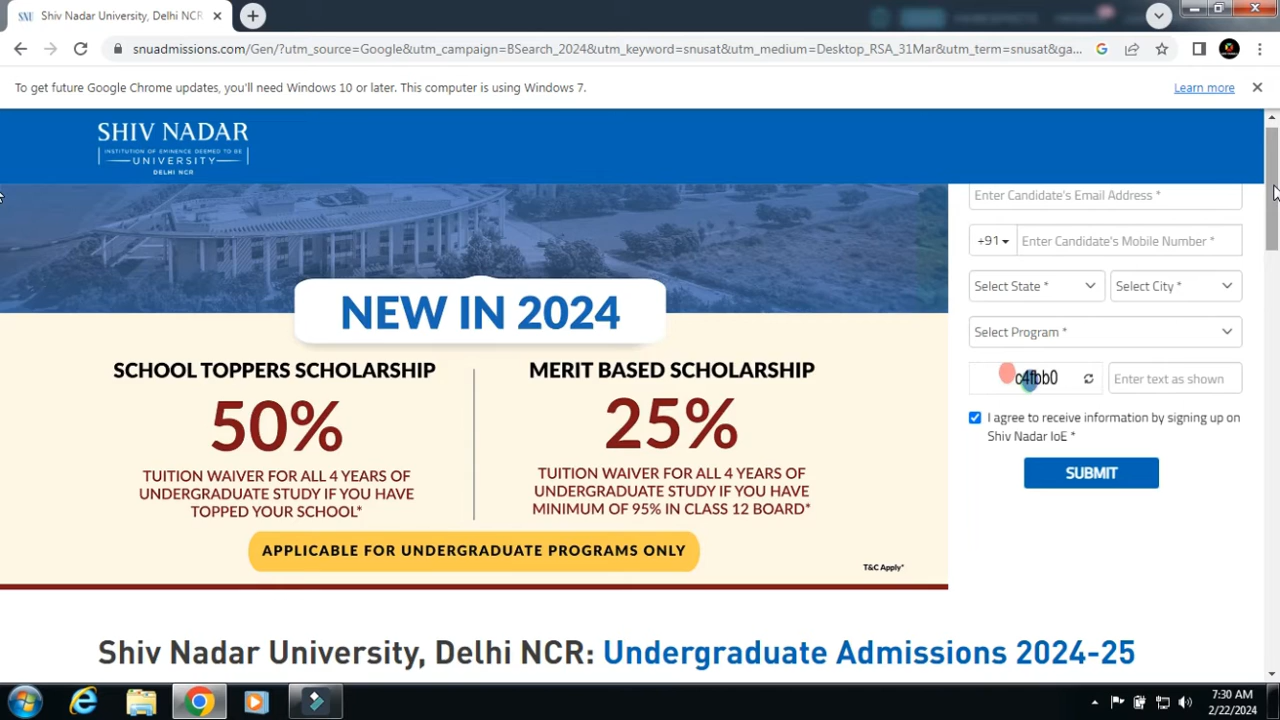 SNU Shiv Nadar University, Delhi NCR
snuadmissions.com/Gen/?utm_source=Google&utm_campaign=BSearch_2024&utm_keyword=snusat&utm_medium=Desktop_RSA_31Mar&utm_term=snusat&ga...
To get future Google Chrome updates, you'll need Windows 10 or later. This computer is using Windows 7.
Learn more
SHIV NADAR
INSTITUTION OF EMINENCE DEEMED TO BE
UNIVERSITY
DELHI NCR
Enter Candidate's Email Address *
+91
Enter Candidate's Mobile Number *
Select State *
Select City *
Select Program *
c4fbb0
Enter text as shown
I agree to receive information by signing up on
Shiv Nadar IoE *
SUBMIT
NEW IN 2024
SCHOOL TOPPERS SCHOLARSHIP
50%
TUITION WAIVER FOR ALL 4 YEARS OF
UNDERGRADUATE STUDY IF YOU HAVE
TOPPED YOUR SCHOOL*
MERIT BASED SCHOLARSHIP
25%
TUITION WAIVER FOR ALL 4 YEARS OF
UNDERGRADUATE STUDY IF YOU HAVE
MINIMUM OF 95% IN CLASS 12 BOARD*
APPLICABLE FOR UNDERGRADUATE PROGRAMS ONLY
T&C Apply*
Shiv Nadar University, Delhi NCR: Undergraduate Admissions 2024-25
7:30 AM
2/22/2024